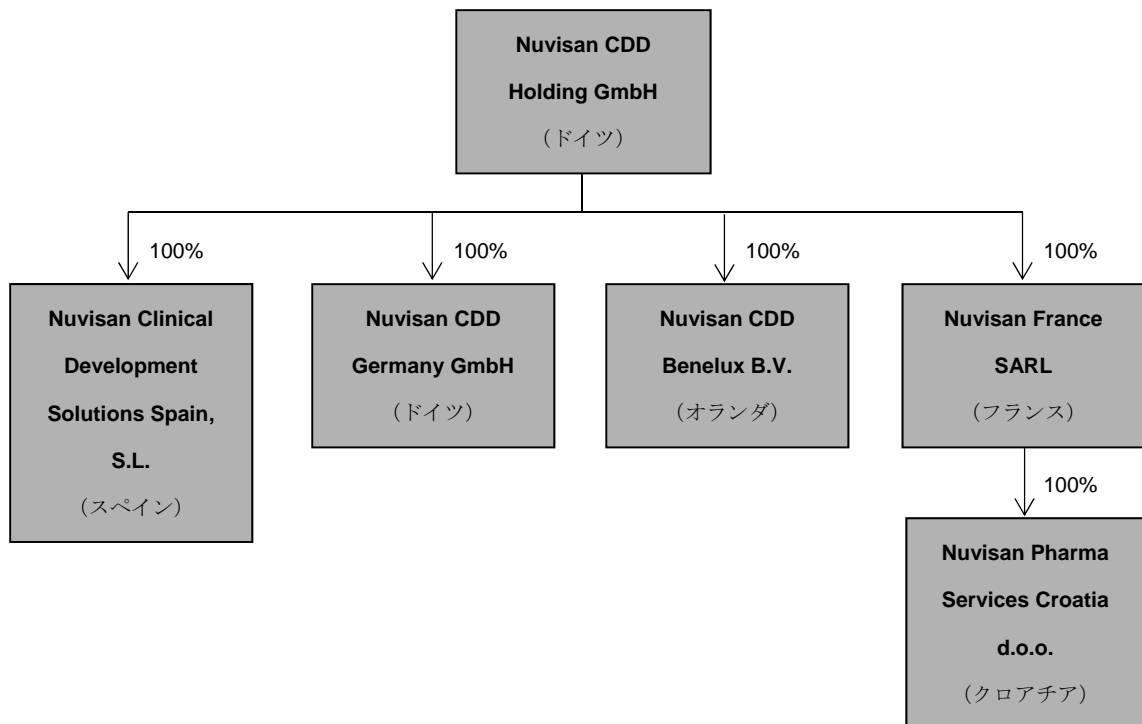 Nuvisan CDD
Holding GmbH
（ドイツ）
100%
100%
100%
100%
Nuvisan Clinical
Development
Solutions Spain,
S.L.
（スペイン）
Nuvisan CDD
Germany GmbH
（ドイツ）
Nuvisan CDD
Benelux B.V.
（オランダ）
Nuvisan France
SARL
（フランス）
100%
Nuvisan Pharma
Services Croatia
d.o.o.
（クロアチア）